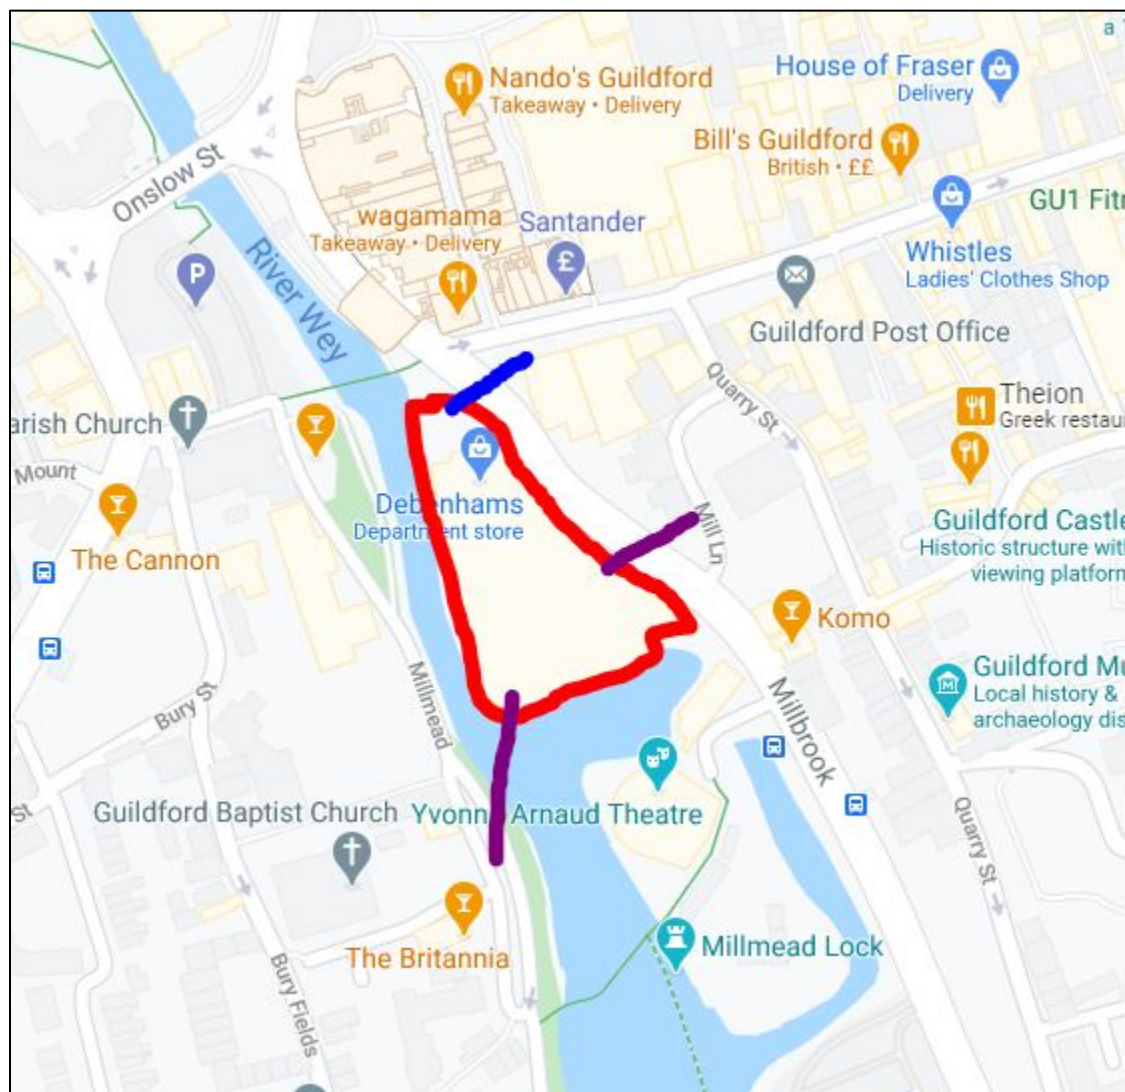 a
Nando's Guildford
Takeaway • Delivery
House of Fraser
Delivery
Bill's Guildford
British • ££
Onslow St
GU1 Fitn
wagamama
Takeaway • Delivery
Santander
£
Whistles
Ladies' Clothes Shop
P
River Wey
Guildford Post Office
Quarry St
Theion
Greek restau
arish Church
Mount
Debenhams
Department store
Mill Ln
Guildford Castle
Historic structure with
viewing platform
The Cannon
Komo
Millmead
Bury St
Guildford Mu
Local history &
archaeology dis
Millbrook
St
Guildford Baptist Church
Yvonn Arnaud Theatre
Quarry St
Millmead Lock
The Britannia
Bury Fields